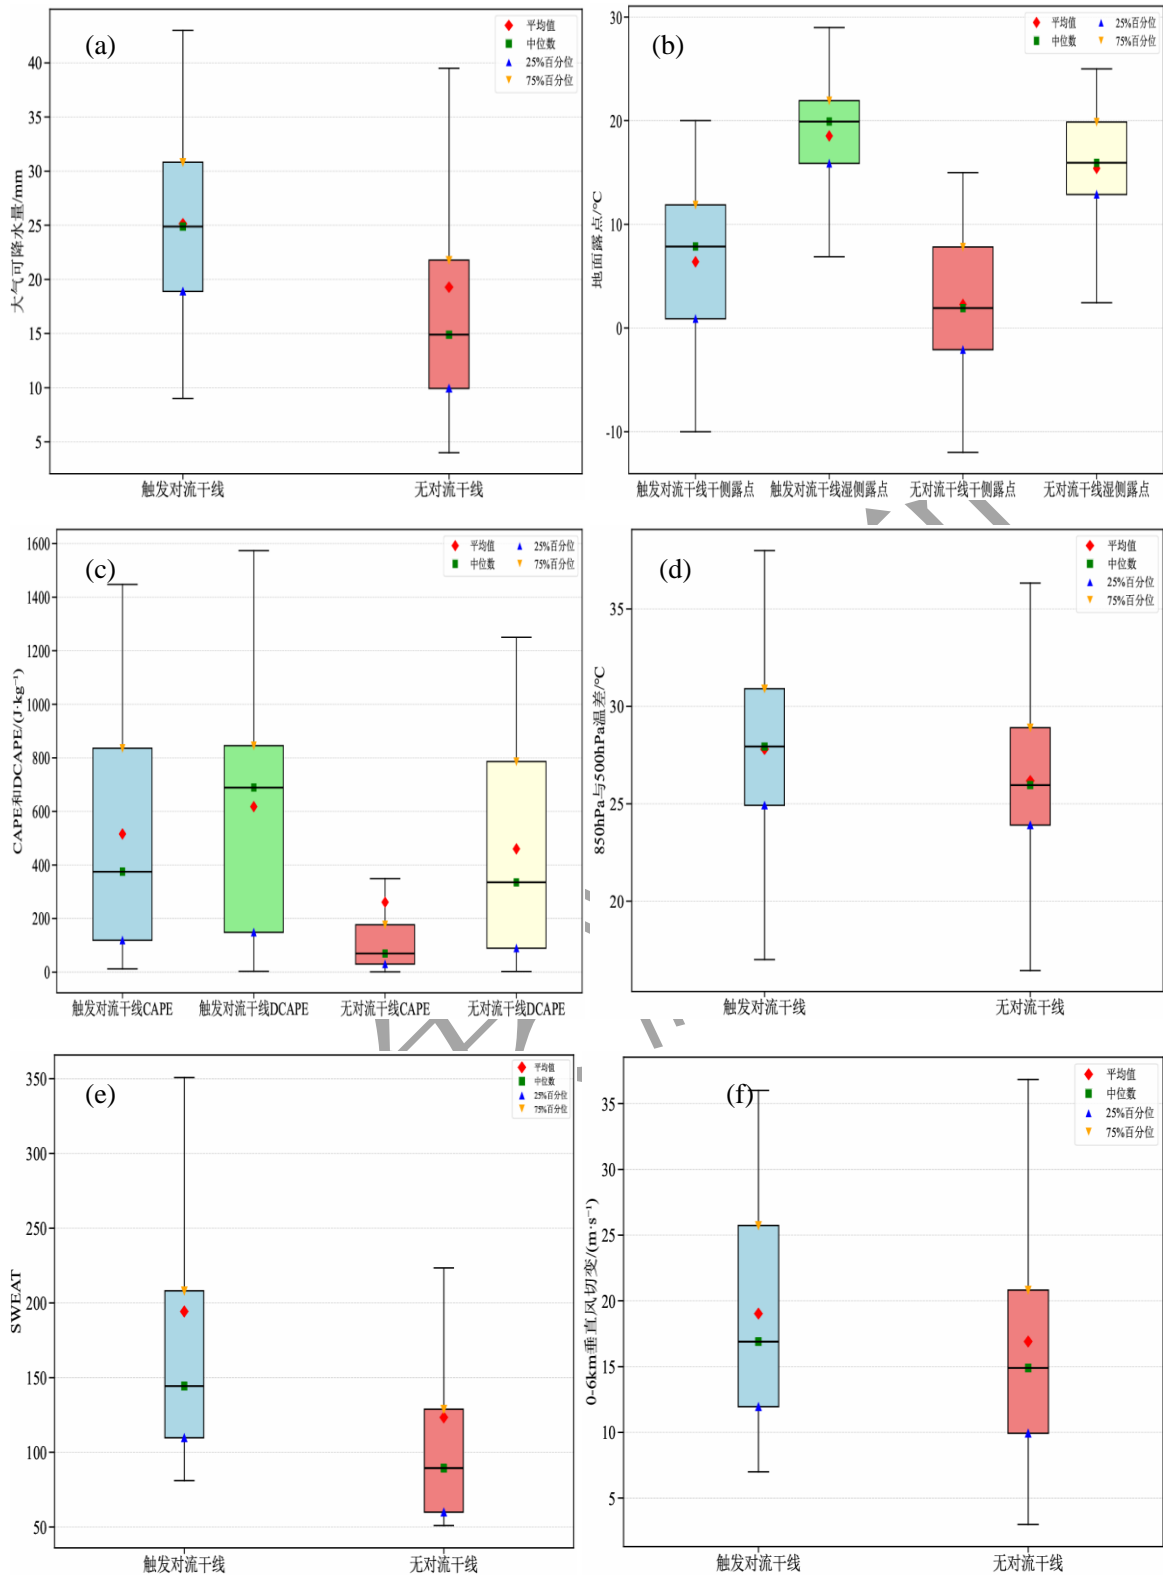 (a)
平均值
中位数
25%百分位
75%百分位
大气可降水量/mm
40
35
30
25
20
15
10
5
触发对流干线
无对流干线
(b)
平均值
中位数
25%百分位
75%百分位
地面露点/°C
30
20
10
0
-10
触发对流干线干侧露点
触发对流干线湿侧露点
无对流干线干侧露点
无对流干线湿侧露点
(c)
平均值
中位数
25%百分位
75%百分位
CAPE和DCAPE/(J·kg⁻¹)
1600
1400
1200
1000
800
600
400
200
0
触发对流干线CAPE
触发对流干线DCAPE
无对流干线CAPE
无对流干线DCAPE
(d)
平均值
中位数
25%百分位
75%百分位
850hPa与500hPa温差/°C
35
30
25
20
触发对流干线
无对流干线
(e)
平均值
中位数
25%百分位
75%百分位
SWEAT
350
300
250
200
150
100
50
触发对流干线
无对流干线
(f)
平均值
中位数
25%百分位
75%百分位
0-6km垂直风切变/(m·s⁻¹)
35
30
25
20
15
10
5
触发对流干线
无对流干线